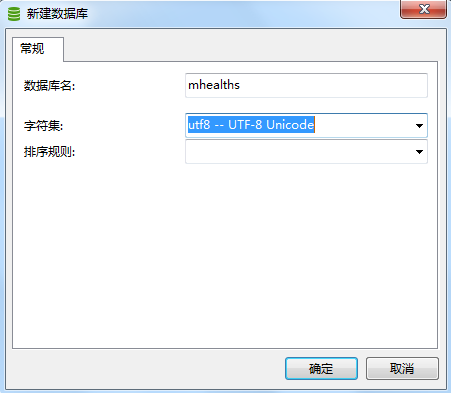 新建数据库
常规
数据库名:
mhealths
字符集:
utf8 -- UTF-8 Unicode
排序规则:
确定
取消